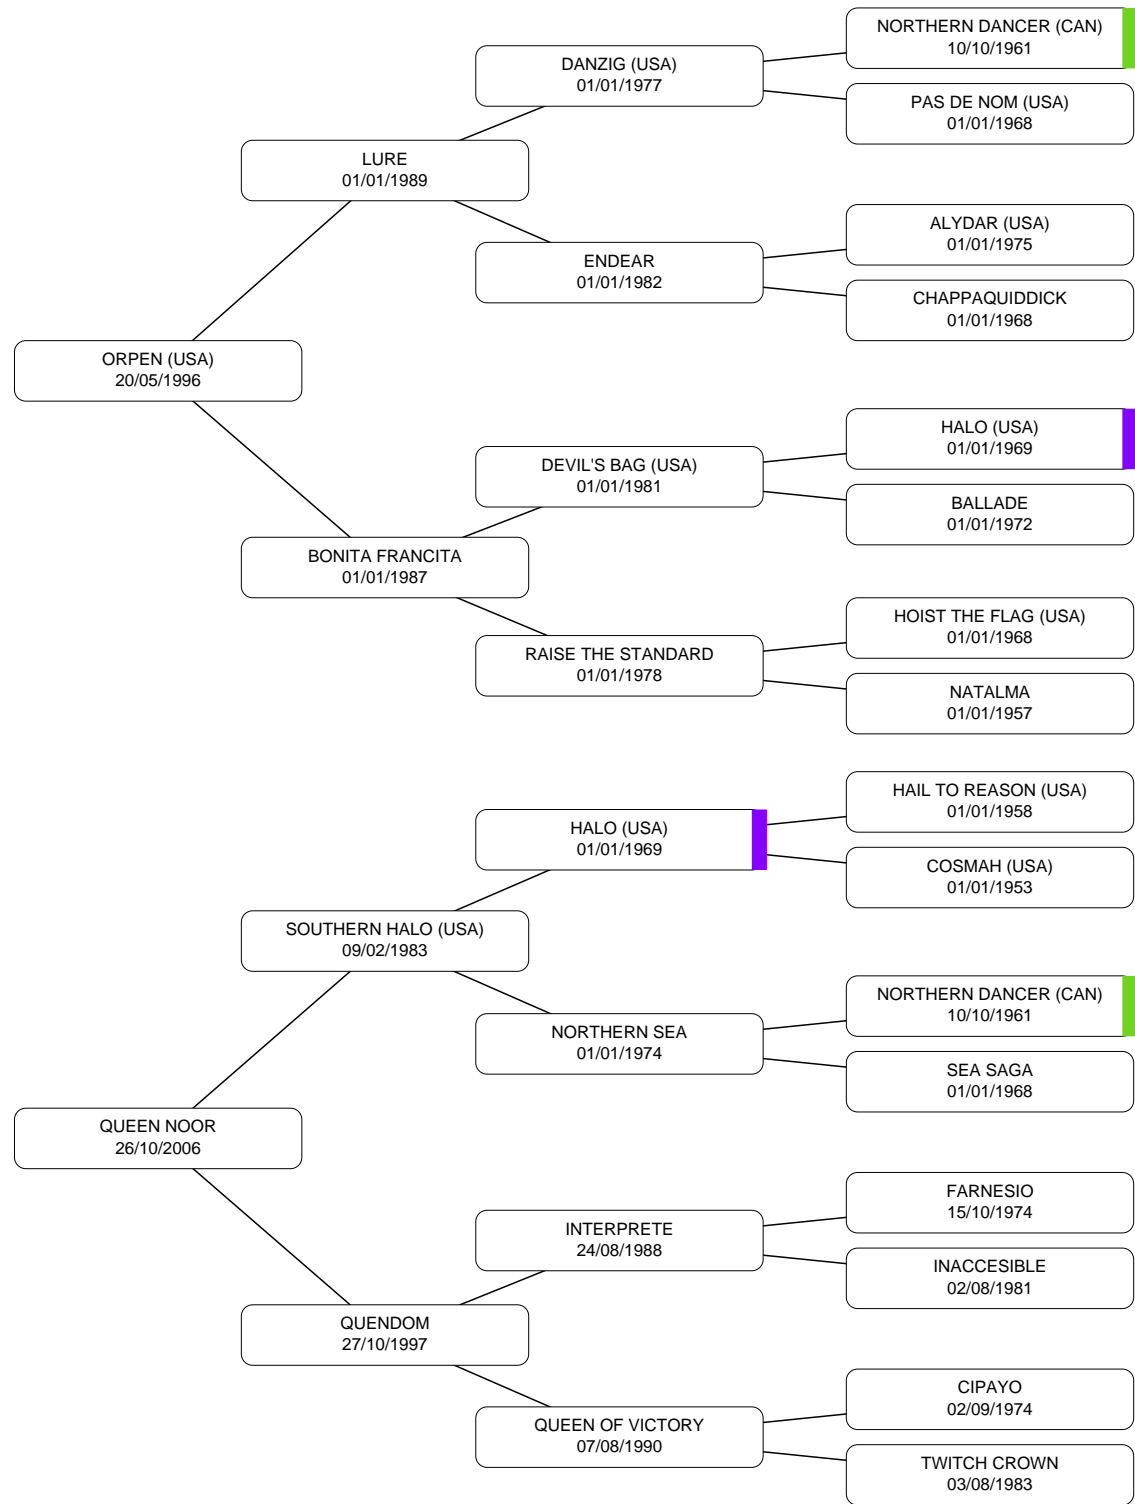 NORTHERN DANCER (CAN)
10/10/1961
DANZIG (USA)
01/01/1977
PAS DE NOM (USA)
01/01/1968
LURE
01/01/1989
ALYDAR (USA)
01/01/1975
ENDEAR
01/01/1982
CHAPPAQUIDDICK
01/01/1968
ORPEN (USA)
20/05/1996
HALO (USA)
01/01/1969
DEVIL'S BAG (USA)
01/01/1981
BALLADE
01/01/1972
BONITA FRANCITA
01/01/1987
HOIST THE FLAG (USA)
01/01/1968
RAISE THE STANDARD
01/01/1978
NATALMA
01/01/1957
HAIL TO REASON (USA)
01/01/1958
HALO (USA)
01/01/1969
COSMAH (USA)
01/01/1953
SOUTHERN HALO (USA)
09/02/1983
NORTHERN DANCER (CAN)
10/10/1961
NORTHERN SEA
01/01/1974
SEA SAGA
01/01/1968
QUEEN NOOR
26/10/2006
FARNESIO
15/10/1974
INTERPRETE
24/08/1988
INACCESIBLE
02/08/1981
QUENDOM
27/10/1997
CIPAYO
02/09/1974
QUEEN OF VICTORY
07/08/1990
TWITCH CROWN
03/08/1983